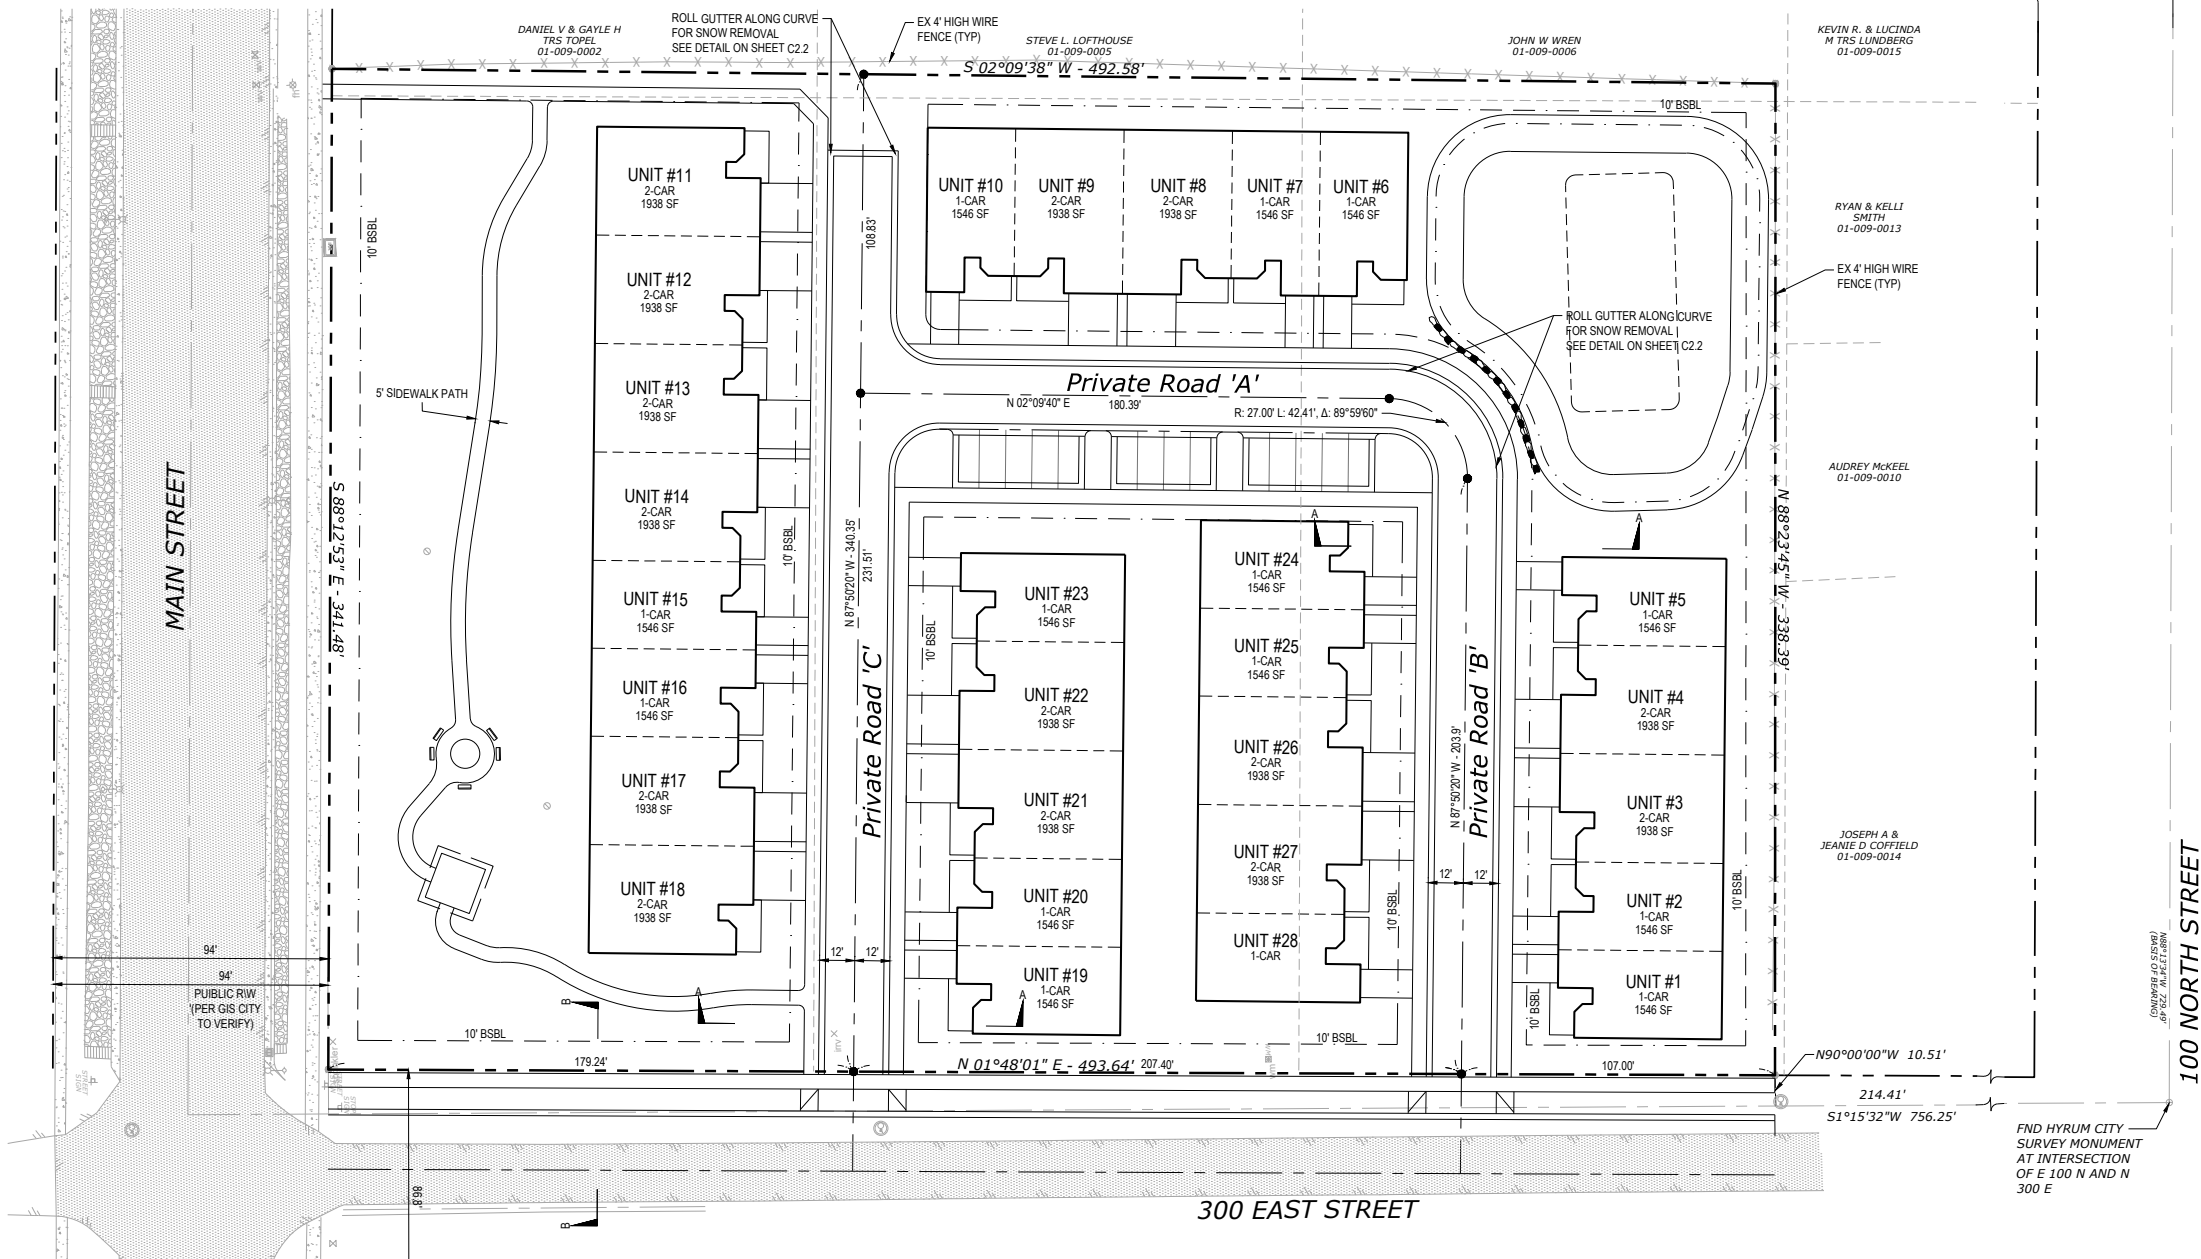 DANIEL V & GAYLE H
TRS TOPEL
01-009-0002
ROLL GUTTER ALONG CURVE
FOR SNOW REMOVAL
SEE DETAIL ON SHEET C2.2
EX 4' HIGH WIRE
FENCE (TYP)
STEVE L. LOFTHOUSE
01-009-0005
JOHN W WREN
01-009-0006
KEVIN R. & LUCINDA
M TRS LUNDBERG
01-009-0015
S 02°09'38" W - 492.58'
10' BSBL
10' BSBL
UNIT #11
2-CAR
1938 SF
UNIT #12
2-CAR
1938 SF
UNIT #13
2-CAR
1938 SF
UNIT #14
2-CAR
1938 SF
UNIT #15
1-CAR
1546 SF
UNIT #16
1-CAR
1546 SF
UNIT #17
2-CAR
1938 SF
UNIT #18
2-CAR
1938 SF
108.83'
UNIT #10
1-CAR
1546 SF
UNIT #9
2-CAR
1938 SF
UNIT #8
2-CAR
1938 SF
UNIT #7
1-CAR
1546 SF
UNIT #6
1-CAR
1546 SF
RYAN & KELLI
SMITH
01-009-0013
EX 4' HIGH WIRE
FENCE (TYP)
ROLL GUTTER ALONG CURVE
FOR SNOW REMOVAL
SEE DETAIL ON SHEET C2.2
Private Road 'A'
N 02°09'40" E
180.39'
R: 27.00' L: 42.41', Δ: 89°59'60"
5' SIDEWALK PATH
MAIN STREET
S 88°12'53" E - 341.48'
10' BSBL
N 87°50'20" W - 340.35'
231.51'
Private Road 'C'
10' BSBL
UNIT #23
1-CAR
1546 SF
UNIT #22
2-CAR
1938 SF
UNIT #21
2-CAR
1938 SF
UNIT #20
1-CAR
1546 SF
UNIT #19
1-CAR
1546 SF
A
UNIT #24
1-CAR
1546 SF
UNIT #25
1-CAR
1546 SF
UNIT #26
2-CAR
1938 SF
UNIT #27
2-CAR
1938 SF
UNIT #28
1-CAR
A
10' BSBL
N 87°50'20" W - 203.9'
Private Road 'B'
12'
12'
A
UNIT #5
1-CAR
1546 SF
UNIT #4
2-CAR
1938 SF
UNIT #3
2-CAR
1938 SF
UNIT #2
1-CAR
1546 SF
UNIT #1
1-CAR
1546 SF
10' BSBL
10' BSBL
AUDREY McKEEL
01-009-0010
N 88°23'45" W - 338.39'
JOSEPH A &
JEANIE D COFFIELD
01-009-0014
100 NORTH STREET
N88°13'34"W 729.49'
(BASIS OF BEARING)
94'
94'
PUIBLIC R\W
(PER GIS CITY
TO VERIFY)
12'
12'
B
A
10' BSBL
10' BSBL
inv
wm
179.24'
N 01°48'01" E - 493.64'
207.40'
107.00'
N90°00'00"W 10.51'
214.41'
S1°15'32"W 756.25'
FND HYRUM CITY
SURVEY MONUMENT
AT INTERSECTION
OF E 100 N AND N
300 E
STREET
SIGN
STOP
SIGN
86.8'
B
300 EAST STREET